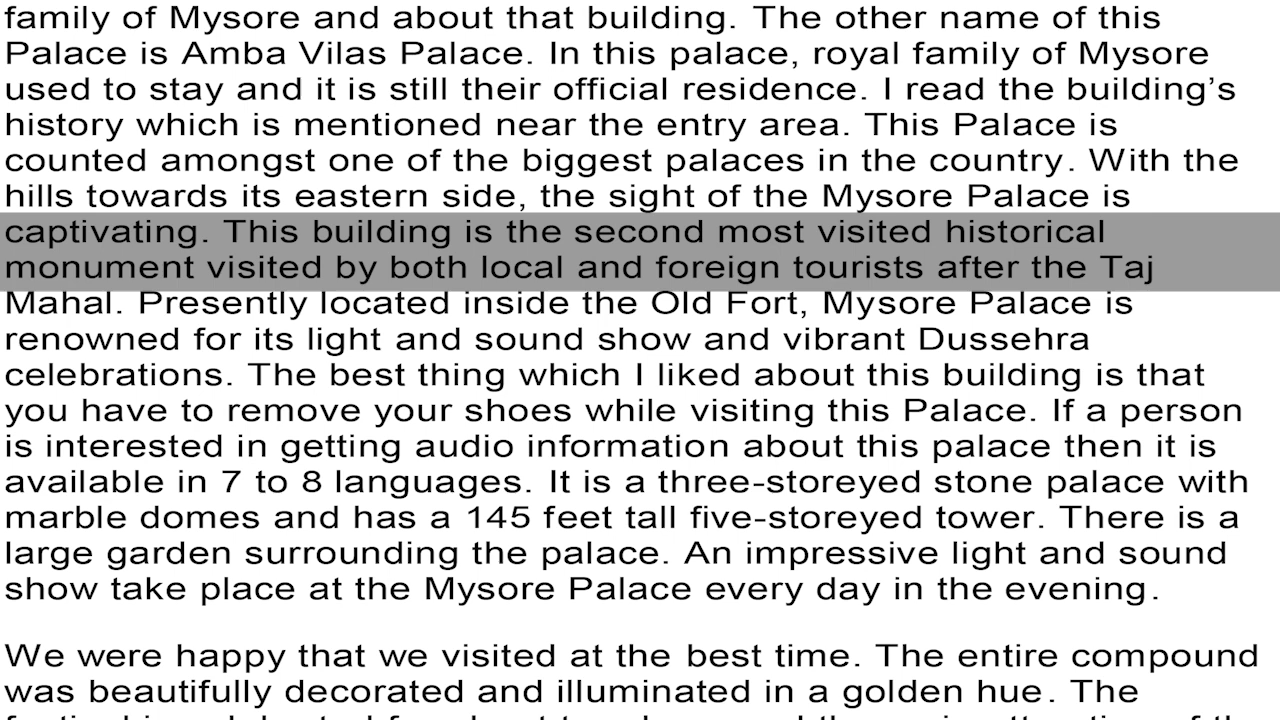 family of Mysore and about that building. The other name of this
Palace is Amba Vilas Palace. In this palace, royal family of Mysore
used to stay and it is still their official residence. I read the building’s
history which is mentioned near the entry area. This Palace is
counted amongst one of the biggest palaces in the country. With the
hills towards its eastern side, the sight of the Mysore Palace is
captivating. This building is the second most visited historical
monument visited by both local and foreign tourists after the Taj
Mahal. Presently located inside the Old Fort, Mysore Palace is
renowned for its light and sound show and vibrant Dussehra
celebrations. The best thing which I liked about this building is that
you have to remove your shoes while visiting this Palace. If a person
is interested in getting audio information about this palace then it is
available in 7 to 8 languages. It is a three-storeyed stone palace with
marble domes and has a 145 feet tall five-storeyed tower. There is a
large garden surrounding the palace. An impressive light and sound
show take place at the Mysore Palace every day in the evening.
We were happy that we visited at the best time. The entire compound
was beautifully decorated and illuminated in a golden hue. The